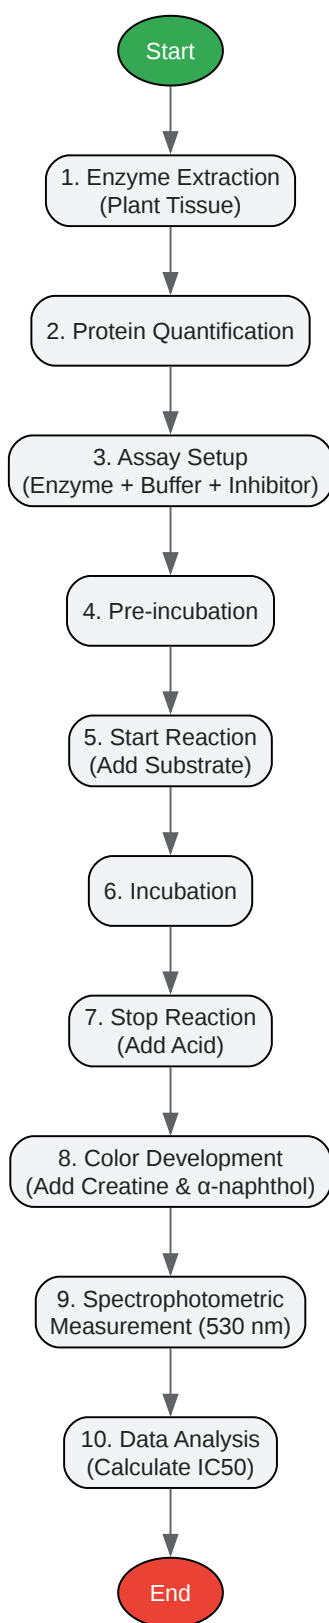 Start
1. Enzyme Extraction
(Plant Tissue)
2. Protein Quantification
3. Assay Setup
(Enzyme + Buffer + Inhibitor)
4. Pre-incubation
5. Start Reaction
(Add Substrate)
6. Incubation
7. Stop Reaction
(Add Acid)
8. Color Development
(Add Creatine & α-naphthol)
9. Spectrophotometric
Measurement (530 nm)
10. Data Analysis
(Calculate IC50)
End